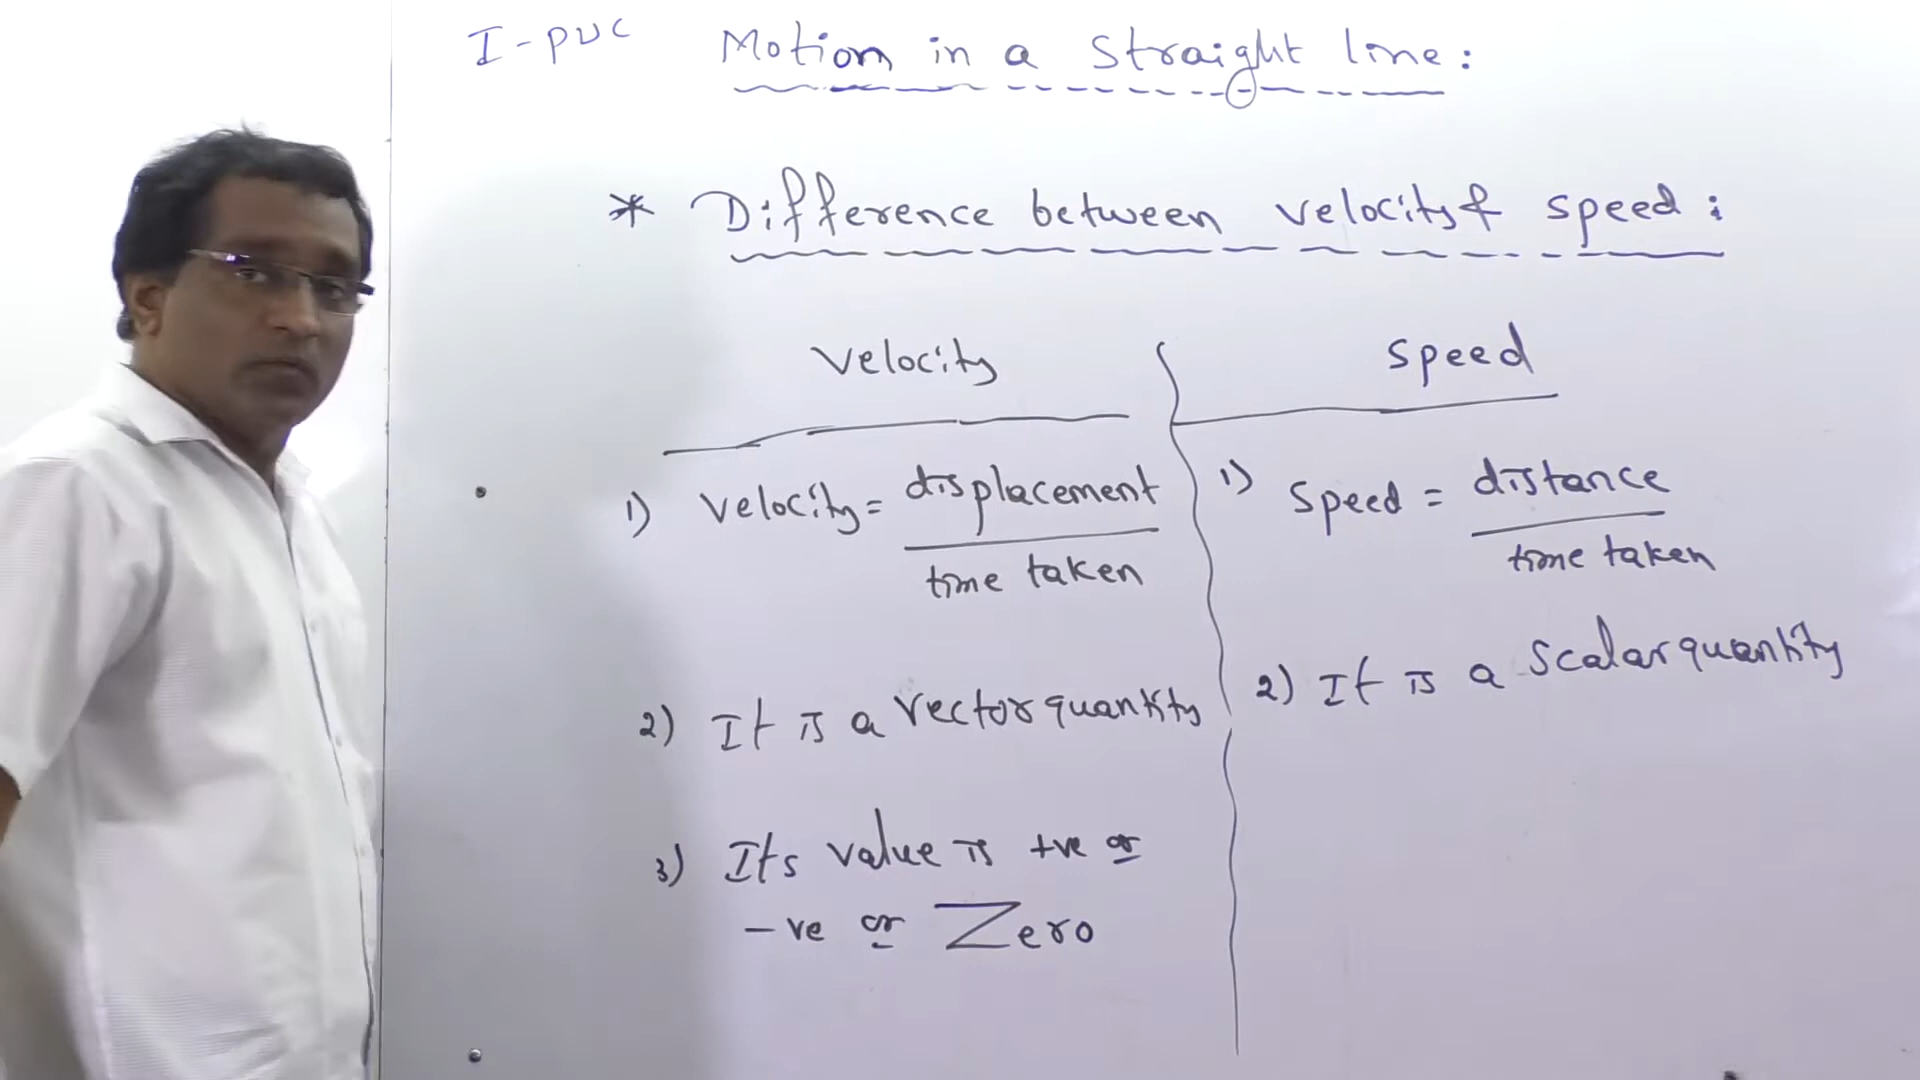 I-PUC Motion in a straight line:
* Difference between velocity & speed:
Velocity
1) Velocity = displacement
time taken
2) It is a vector quantity
3) Its value is +ve or
-ve or Zero
Speed
1) Speed = distance
time taken
2) It is a scalar quantity